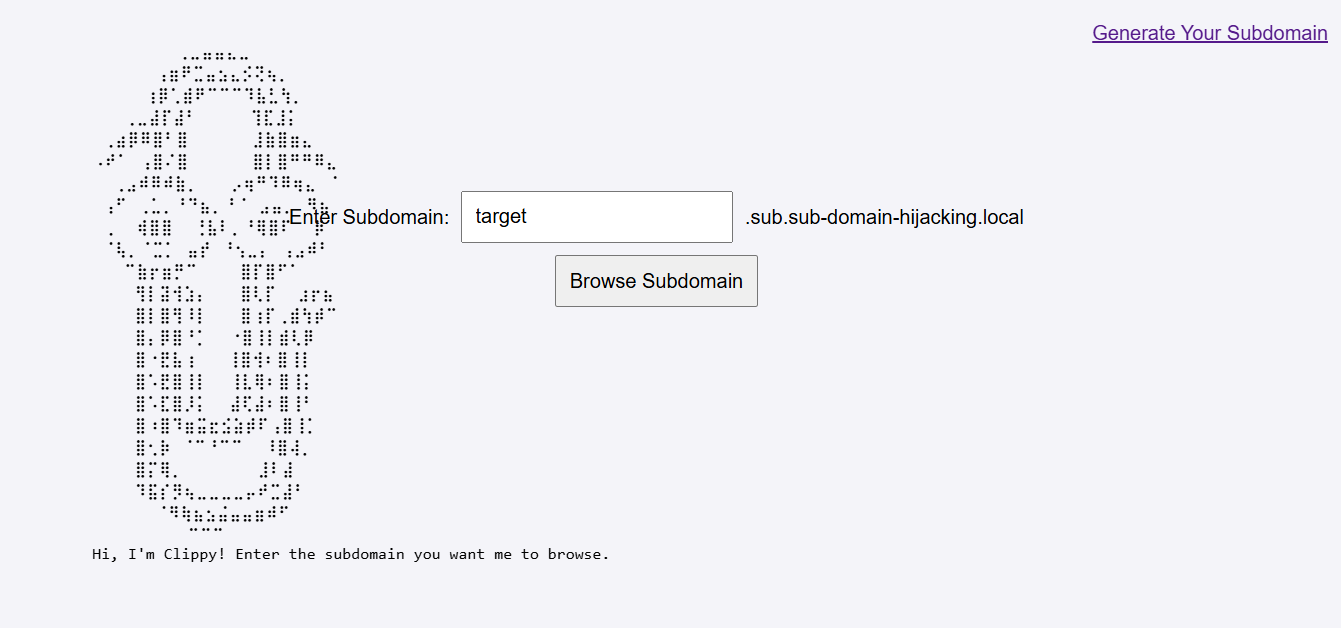 Generate Your Subdomain
Enter Subdomain: target .sub.sub-domain-hijacking.local
Browse Subdomain
Hi, I'm Clippy! Enter the subdomain you want me to browse.